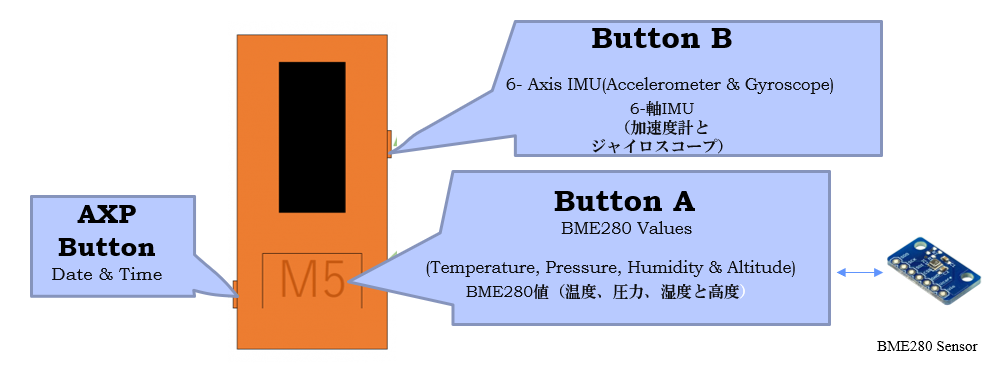 Button B
6- Axis IMU(Accelerometer & Gyroscope)
6-軸IMU
（加速度計と
ジャイロスコープ）
AXP
Button
Date & Time
M5
Button A
BME280 Values
(Temperature, Pressure, Humidity & Altitude)
BME280値（温度、圧力、湿度と高度）
BME280 Sensor